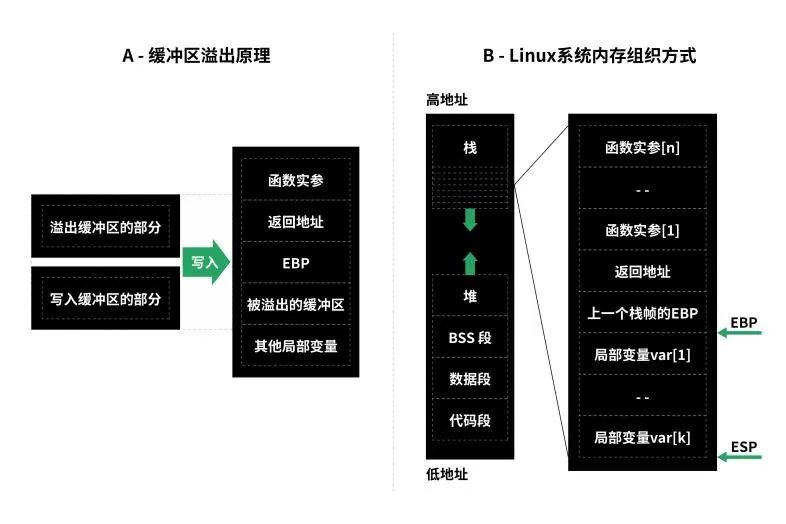 A - 缓冲区溢出原理
溢出缓冲区的部分
写入缓冲区的部分
写入
函数实参
返回地址
EBP
被溢出的缓冲区
其他局部变量
B - Linux系统内存组织方式
高地址
栈
堆
BSS 段
数据段
代码段
低地址
函数实参[n]
- -
函数实参[1]
返回地址
上一个栈帧的EBP
局部变量var[1]
- -
局部变量var[k]
EBP
ESP